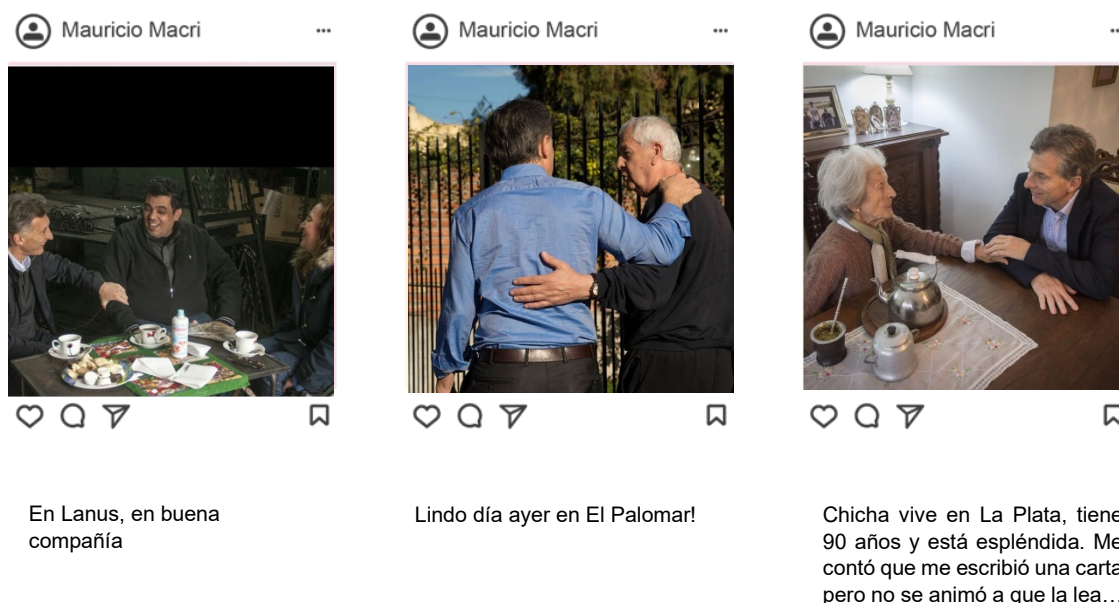 Mauricio Macri
Mauricio Macri
Mauricio Macri
En Lanus, en buena
compañía
Lindo día ayer en El Palomar!
Chicha vive en La Plata, tiene
90 años y está espléndida. Me
contó que me escribió una carta
pero no se animó a que la lea…